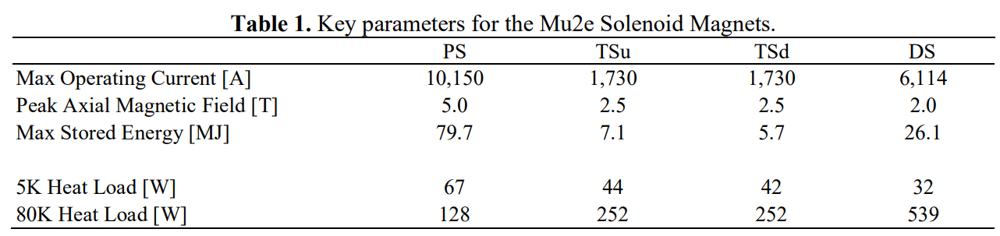 Table 1. Key parameters for the Mu2e Solenoid Magnets.
PS TSu TSd DS
Max Operating Current [A] 10,150 1,730 1,730 6,114
Peak Axial Magnetic Field [T] 5.0 2.5 2.5 2.0
Max Stored Energy [MJ] 79.7 7.1 5.7 26.1
5K Heat Load [W] 67 44 42 32
80K Heat Load [W] 128 252 252 539